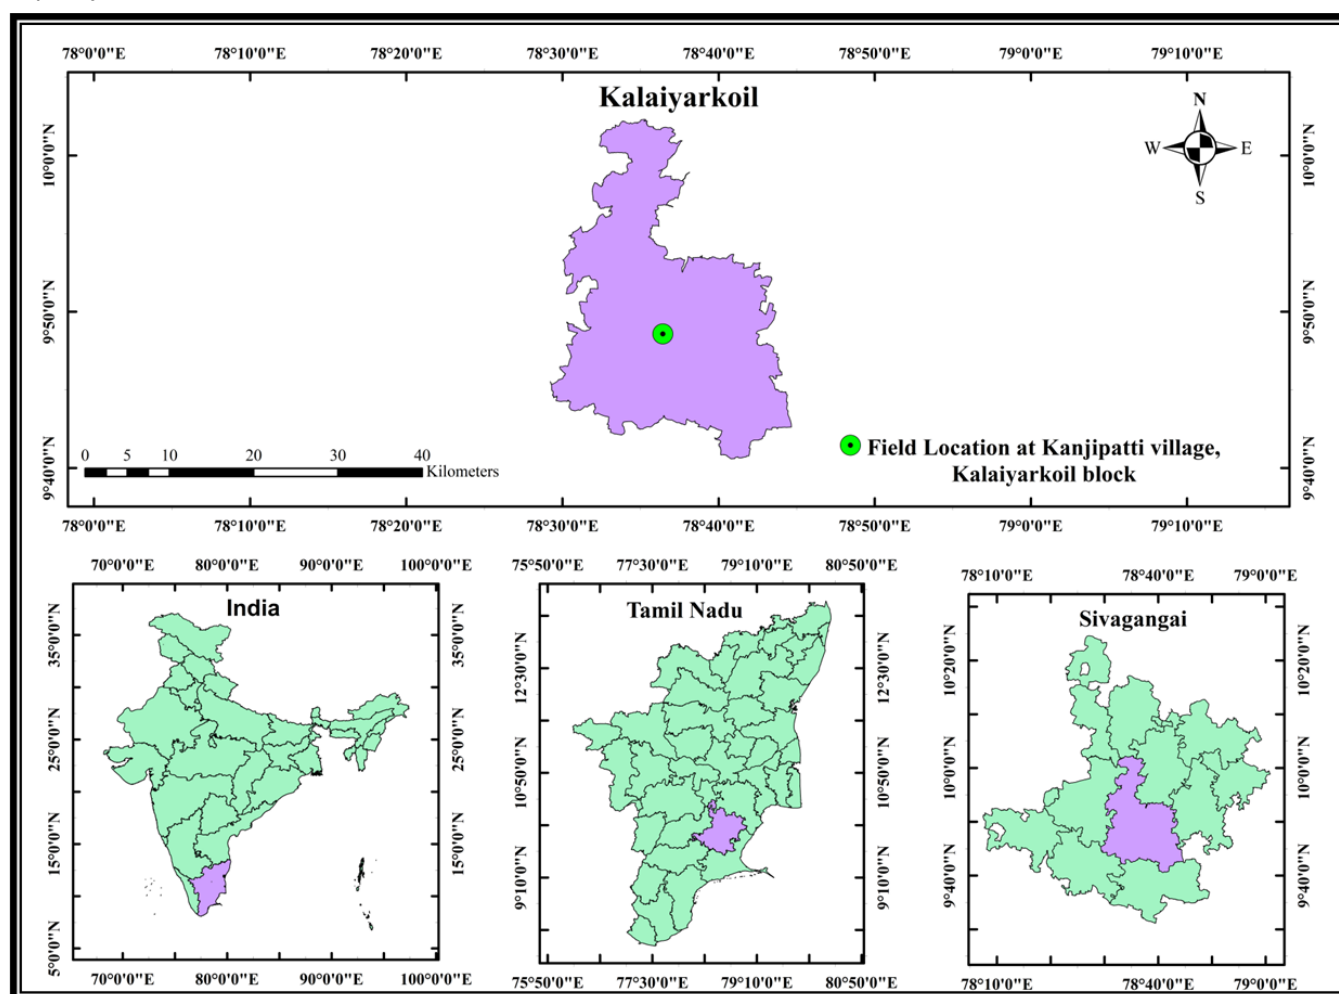 78°0'0"E 78°10'0"E 78°20'0"E 78°30'0"E 78°40'0"E 78°50'0"E 79°0'0"E 79°10'0"E
Kalaiyarkoil
N
W E
S
10°0'0"N 10°0'0"N
9°50'0"N 9°50'0"N
9°40'0"N 9°40'0"N
0 5 10 20 30 40
Kilometers
Field Location at Kanjipatti village,
Kalaiyarkoil block
78°0'0"E 78°10'0"E 78°20'0"E 78°30'0"E 78°40'0"E 78°50'0"E 79°0'0"E 79°10'0"E
70°0'0"E 80°0'0"E 90°0'0"E 100°0'0"E
India
35°0'0"N 35°0'0"N
25°0'0"N 25°0'0"N
15°0'0"N 15°0'0"N
5°0'0"N
70°0'0"E 80°0'0"E 90°0'0"E 100°0'0"E
75°50'0"E 77°30'0"E 79°10'0"E 80°50'0"E
Tamil Nadu
12°30'0"N 12°30'0"N
10°50'0"N 10°50'0"N
9°10'0"N 9°10'0"N
75°50'0"E 77°30'0"E 79°10'0"E 80°50'0"E
78°10'0"E 78°40'0"E 79°0'0"E
Sivagangai
10°20'0"N 10°20'0"N
10°0'0"N 10°0'0"N
9°40'0"N 9°40'0"N
78°10'0"E 78°40'0"E 79°0'0"E